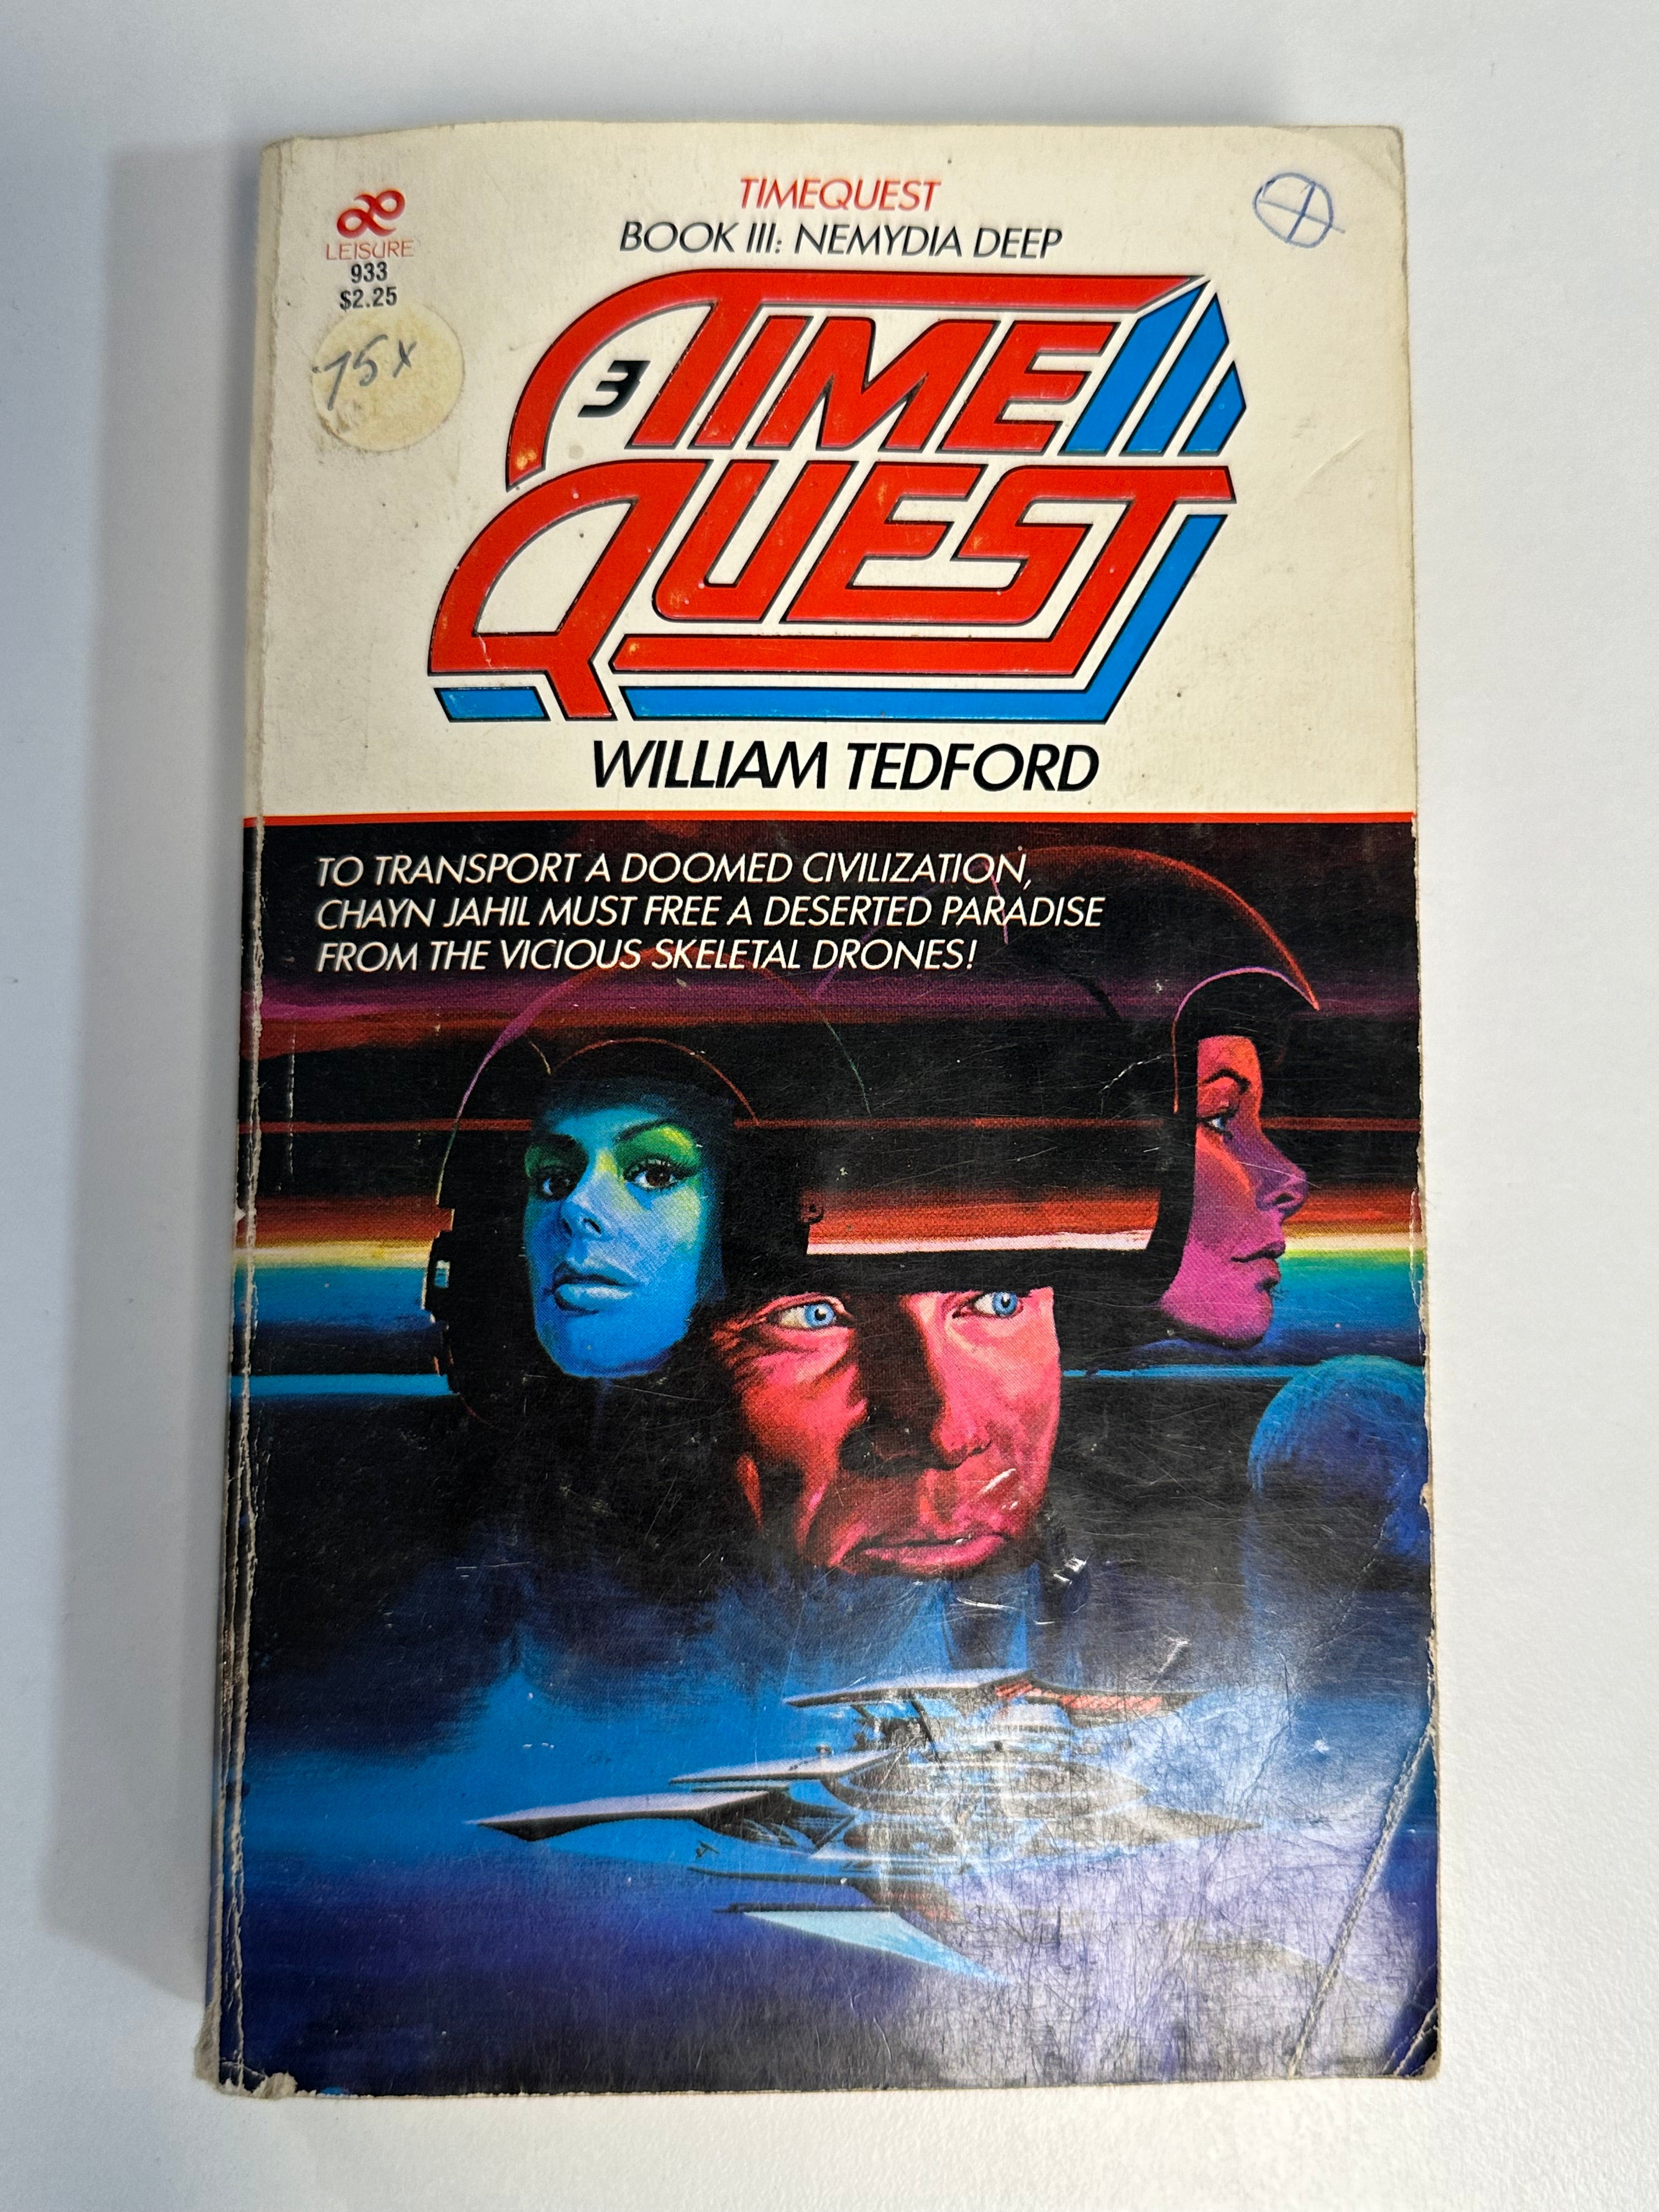 TIMEQUEST
BOOK III: NEMYDIA DEEP
LEISURE
933
$2.25
75x
3
TIME
QUEST
WILLIAM TEDFORD
TO TRANSPORT A DOOMED CIVILIZATION,
CHAYN JAHIL MUST FREE A DESERTED PARADISE
FROM THE VICIOUS SKELETAL DRONES!